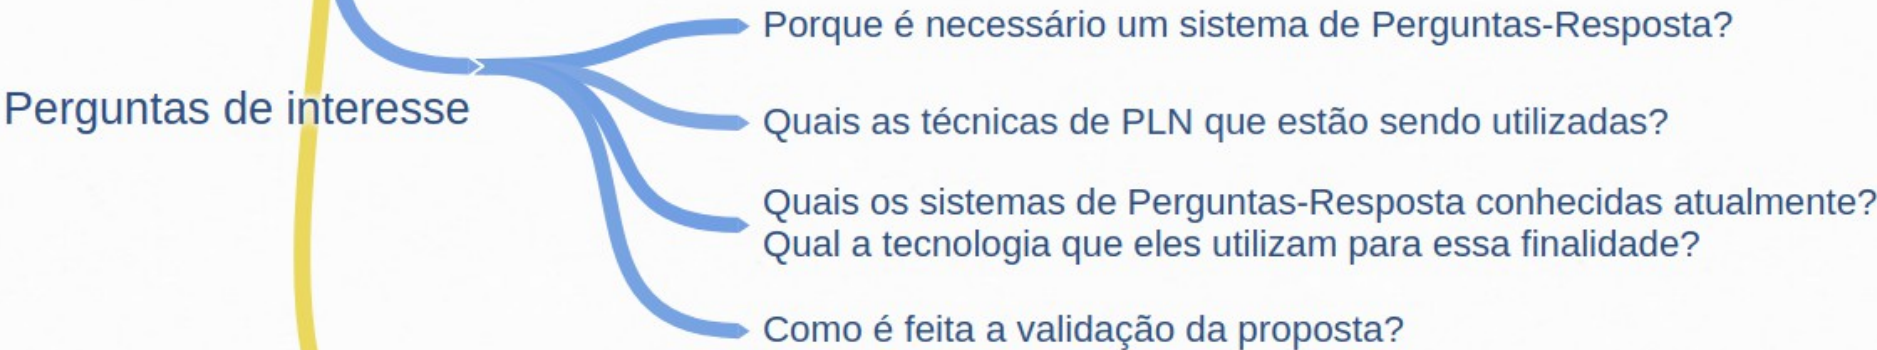 Porque é necessário um sistema de Perguntas-Resposta?
Perguntas de interesse
Quais as técnicas de PLN que estão sendo utilizadas?
Quais os sistemas de Perguntas-Resposta conhecidas atualmente?
Qual a tecnologia que eles utilizam para essa finalidade?
Como é feita a validação da proposta?